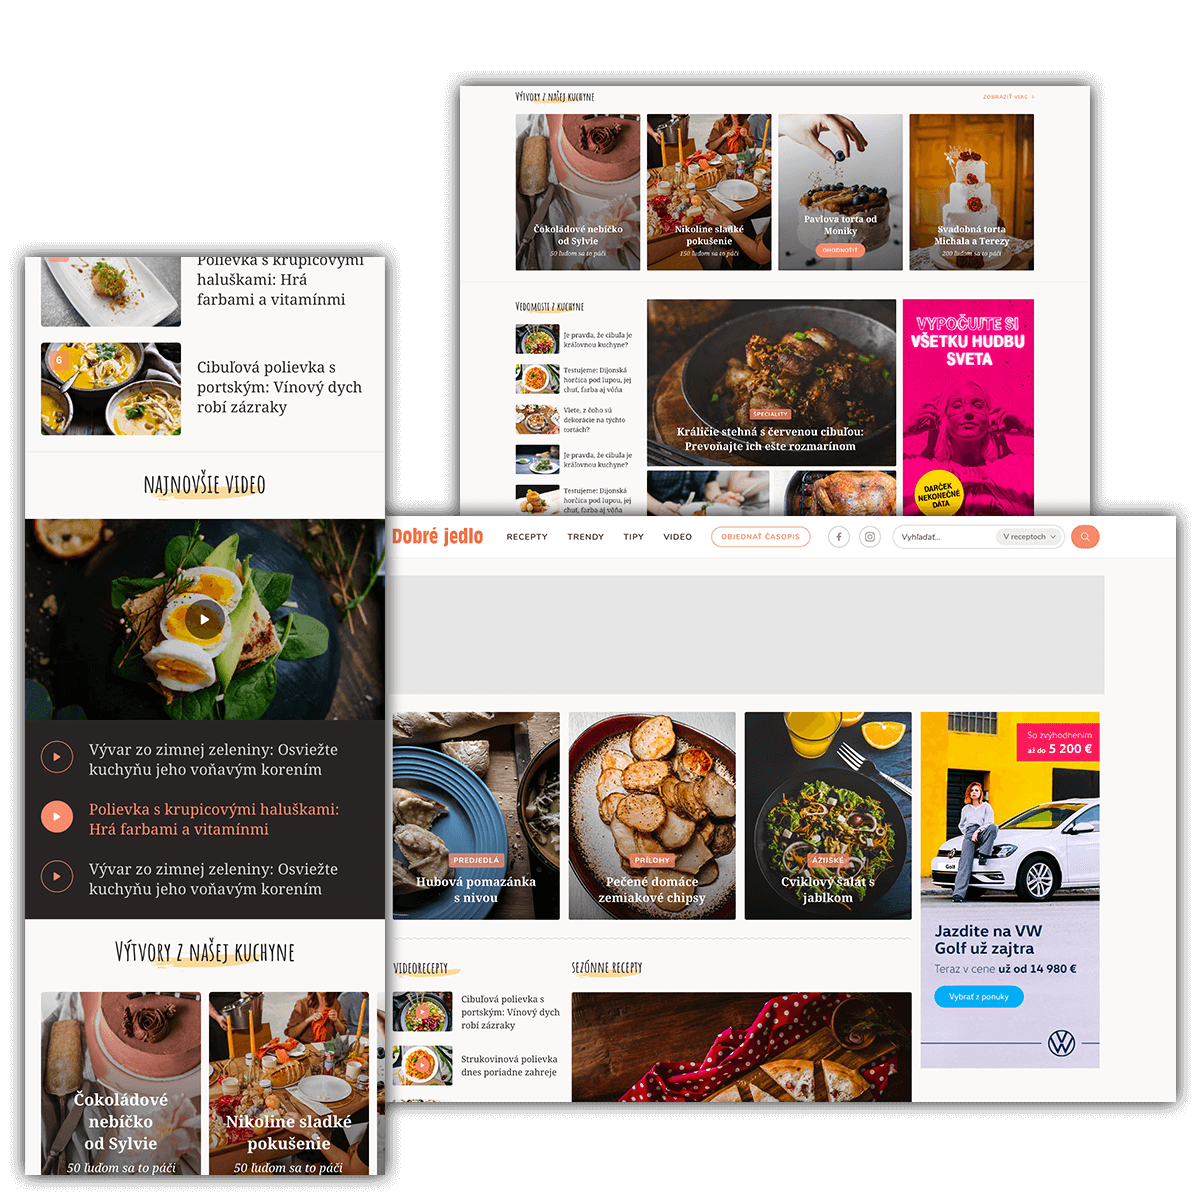 Výtvory z našej kuchyne
ZOBRAZIŤ VIAC >
Čokoládové nebíčko
od Sylvie
50 ľuďom sa to páči
Nikoline sladké
pokušenie
150 ľuďom sa to páči
Pavlova torta od
Moniky
OHODNOTIŤ
Svadobná torta
Michala a Terezy
200 ľuďom sa to páči
Vedomosti z kuchyne
Je pravda, že cibuľa je
kráľovnou kuchyne?
Testujeme: Dijonská
horčica pod lupou, jej
chuť, farba aj vôňa
Viete, z čoho sú
dekorácie na týchto
tortách?
Je pravda, že cibuľa je
kráľovnou kuchyne?
Testujeme: Dijonská
horčica pod lupou, jej
chuť, farba aj vôňa
ŠPECIALITY
Králičie stehná s červenou cibuľou:
Prevoňajte ich ešte rozmarínom
VYPOČUJTE SI
VŠETKU HUDBU
SVETA
DARČEK
NEKONEČNÉ
DÁTA
Polievka s krupicovými
haluškami: Hrá
farbami a vitamínmi
6
Cibuľová polievka s
portským: Vínový dych
robí zázraky
najnovšie video
Vývar zo zimnej zeleniny: Osviežte
kuchyňu jeho voňavým korením
Polievka s krupicovými haluškami:
Hrá farbami a vitamínmi
Vývar zo zimnej zeleniny: Osviežte
kuchyňu jeho voňavým korením
Výtvory z našej kuchyne
Čokoládové
nebíčko
od Sylvie
50 ľuďom sa to páči
Nikoline sladké
pokušenie
50 ľuďom sa to páči
Dobré jedlo
RECEPTY
TRENDY
TIPY
VIDEO
OBJEDNAŤ ČASOPIS
Vyhľadať...
V receptoch
PREDJEDLÁ
Hubová pomazánka
s nivou
PRÍLOHY
Pečené domáce
zemiakové chipsy
ÁZIJSKÉ
Cviklový šalát s
jablkom
So zvýhodnením
až do 5 200 €
Golf
Jazdite na VW
Golf už zajtra
Teraz v cene už od 14 980 €
Vybrať z ponuky
videorecepty
Cibuľová polievka s
portským: Vínový dych
robí zázraky
Strukovinová polievka
dnes poriadne zahreje
sezónne recepty